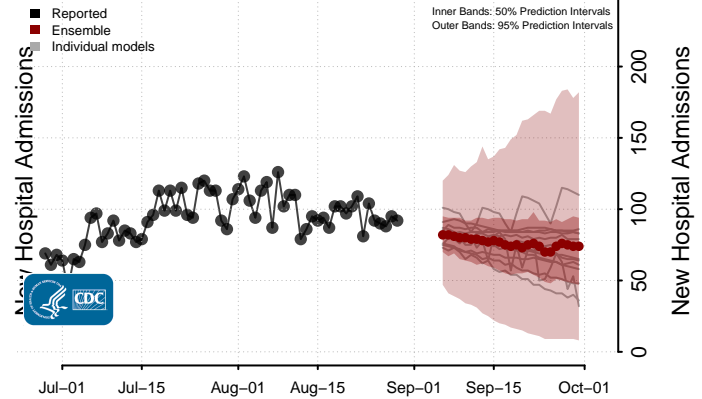 Reported
Ensemble
Individual models
Inner Bands: 50% Prediction Intervals
Outer Bands: 95% Prediction Intervals
New Hospital Admissions
CDC
200
150
100
50
0
New Hospital Admissions
Jul–01
Jul–15
Aug–01
Aug–15
Sep–01
Sep–15
Oct–01